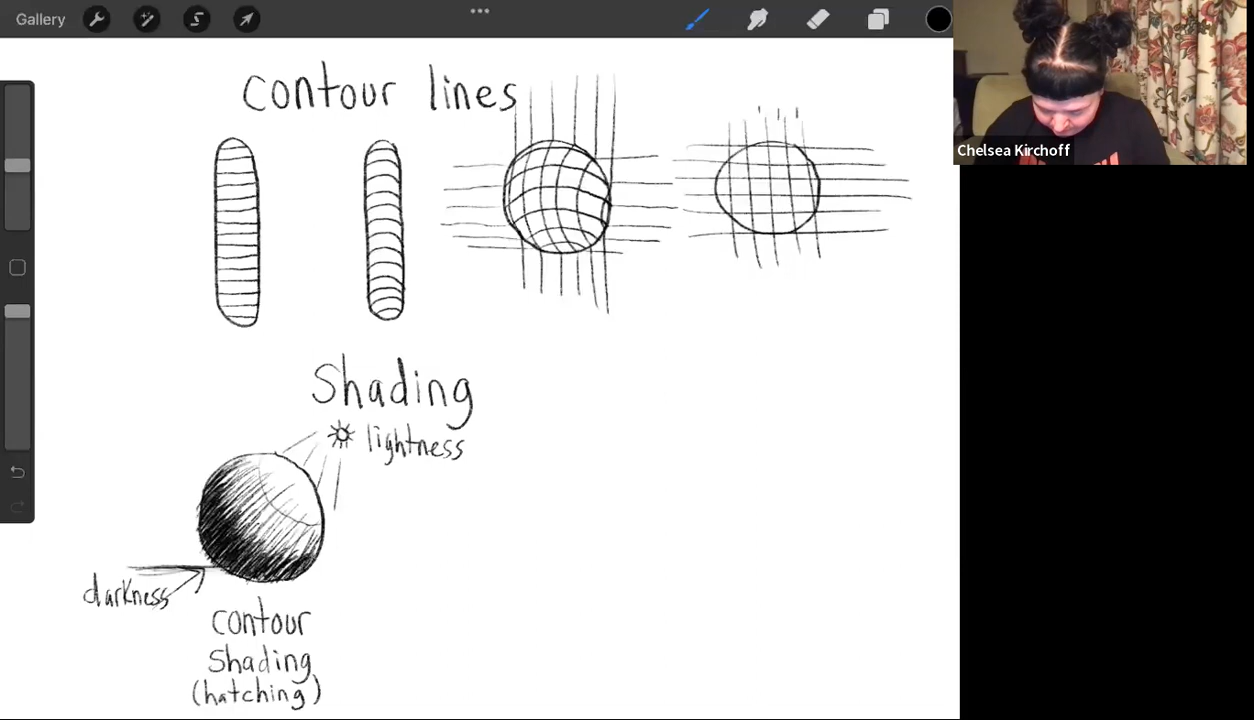 Gallery
contour lines
Chelsea Kirchoff
Shading
lightness
darkness
contour
Shading
(hatching)